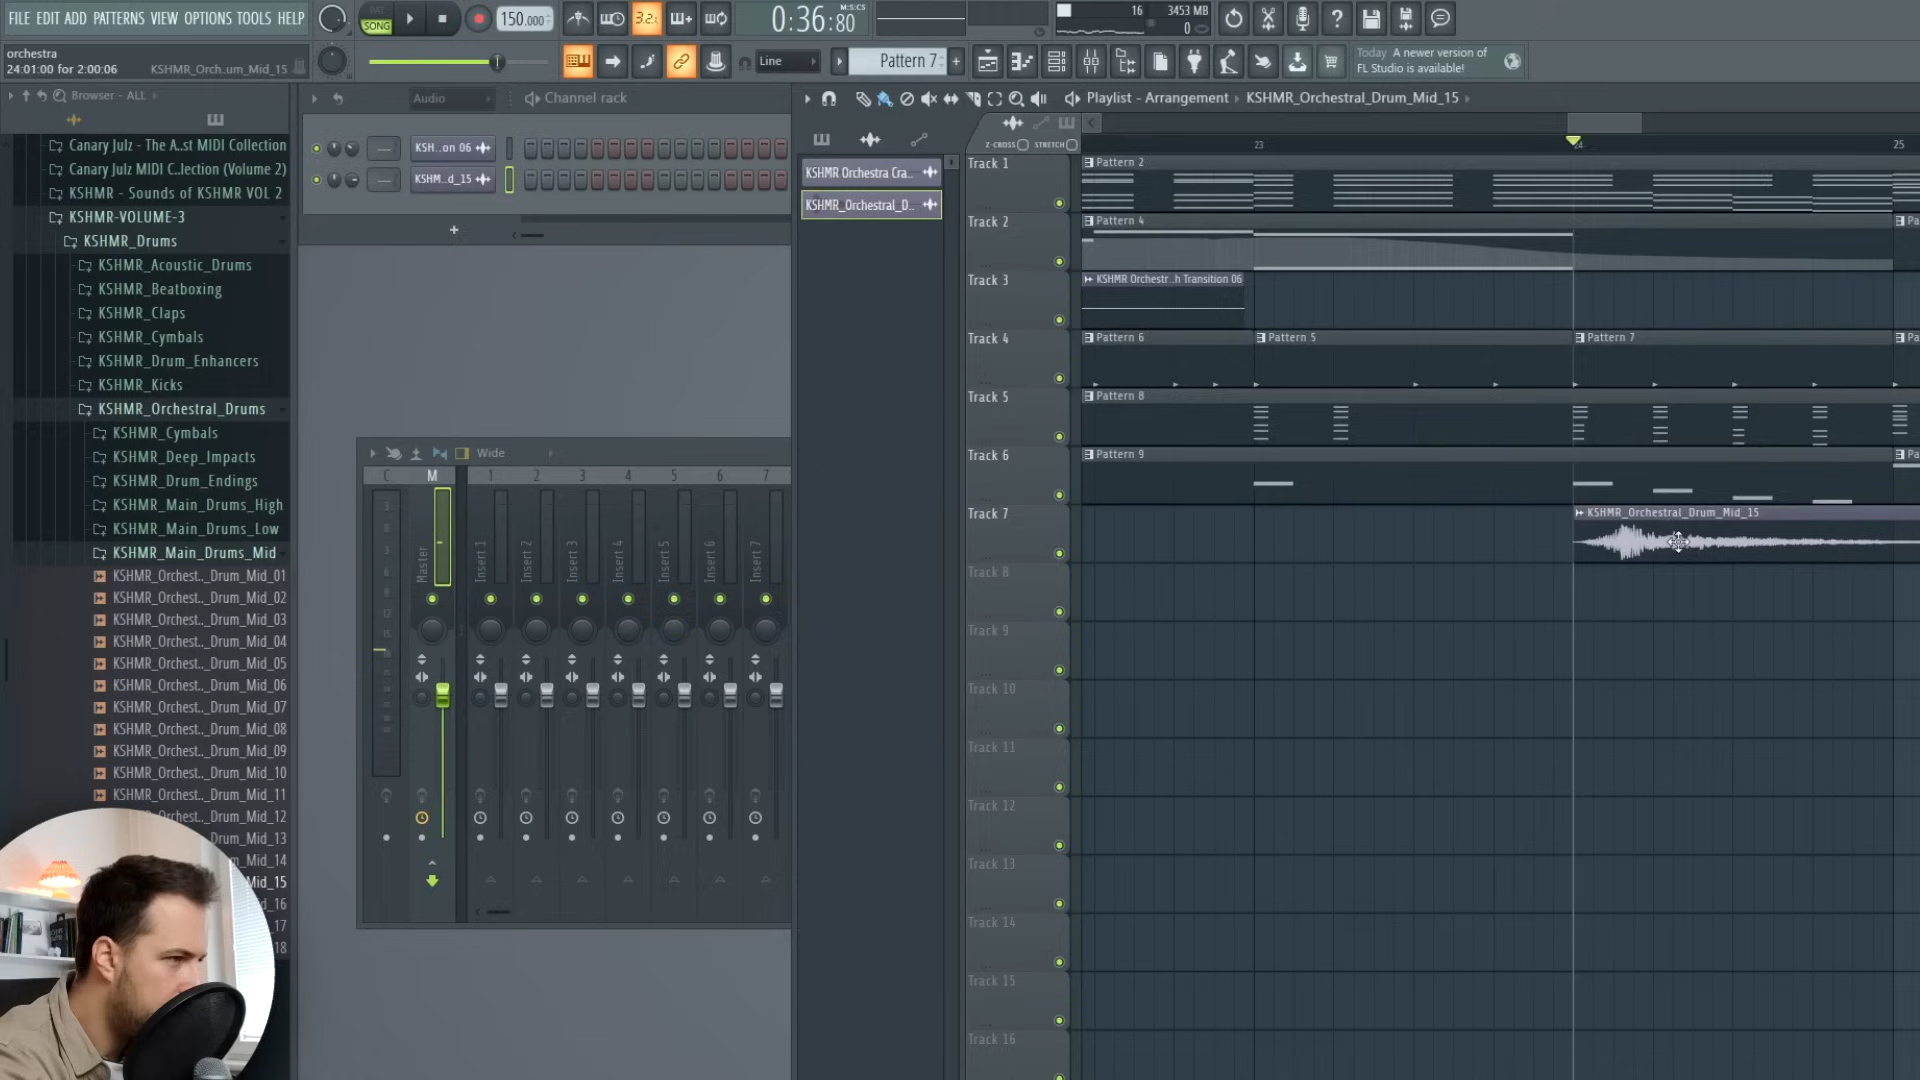 FILE EDIT ADD PATTERNS VIEW OPTIONS TOOLS HELP
PAT
SONG
150.000
3.2:
0:36:80
M:S:CS
16
3453 MB
0
orchestra
24:01:00 for 2:00:06
KSHMR_Orch.um_Mid_15
Line
Pattern 7
Today A newer version of
FL Studio is available!
Browser - ALL
Canary Julz - The A..st MIDI Collection
Canary Julz MIDI C..lection (Volume 2)
KSHMR - Sounds of KSHMR VOL 2
KSHMR-VOLUME-3
KSHMR_Drums
KSHMR_Acoustic_Drums
KSHMR_Beatboxing
KSHMR_Claps
KSHMR_Cymbals
KSHMR_Drum_Enhancers
KSHMR_Kicks
KSHMR_Orchestral_Drums
KSHMR_Cymbals
KSHMR_Deep_Impacts
KSHMR_Drum_Endings
KSHMR_Main_Drums_High
KSHMR_Main_Drums_Low
KSHMR_Main_Drums_Mid
KSHMR_Orchest.._Drum_Mid_01
KSHMR_Orchest.._Drum_Mid_02
KSHMR_Orchest.._Drum_Mid_03
KSHMR_Orchest.._Drum_Mid_04
KSHMR_Orchest.._Drum_Mid_05
KSHMR_Orchest.._Drum_Mid_06
KSHMR_Orchest.._Drum_Mid_07
KSHMR_Orchest.._Drum_Mid_08
KSHMR_Orchest.._Drum_Mid_09
KSHMR_Orchest.._Drum_Mid_10
KSHMR_Orchest.._Drum_Mid_11
_Drum_Mid_12
Drum_Mid_13
m_Mid_14
Mid_15
_16
17
18
Audio
Channel rack
KSH..on 06
KSHM..d_15
Wide
C
M
1
2
3
4
5
6
7
Master
Insert 1
Insert 2
Insert 3
Insert 4
Insert 5
Insert 6
Insert 7
Playlist - Arrangement
KSHMR_Orchestral_Drum_Mid_15
KSHMR Orchestra Cra..
KSHMR_Orchestral_D..
Z-CROSS
STRETCH
23
24
25
Track 1
Pattern 2
Track 2
Pattern 4
Pa
Track 3
KSHMR Orchestr..h Transition 06
Track 4
Pattern 6
Pattern 5
Pattern 7
Pa
Track 5
Pattern 8
Track 6
Pattern 9
Pa
Track 7
KSHMR_Orchestral_Drum_Mid_15
Track 8
Track 9
Track 10
Track 11
Track 12
Track 13
Track 14
Track 15
Track 16